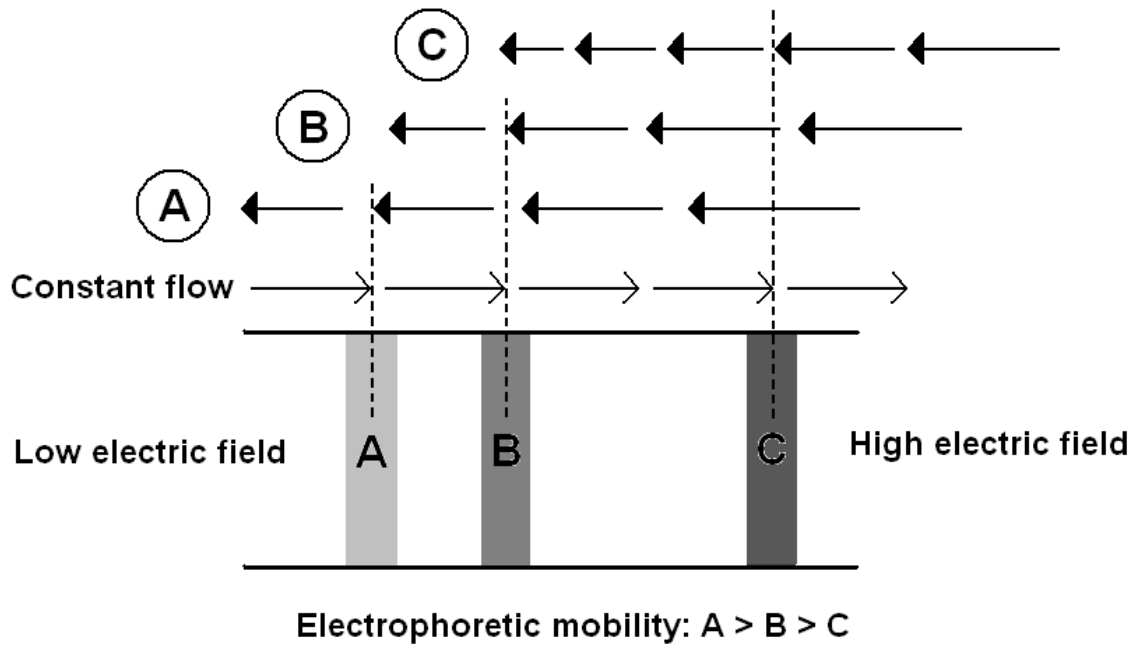 C
B
A
Constant flow
Low electric field
A
B
C
High electric field
Electrophoretic mobility: A > B > C